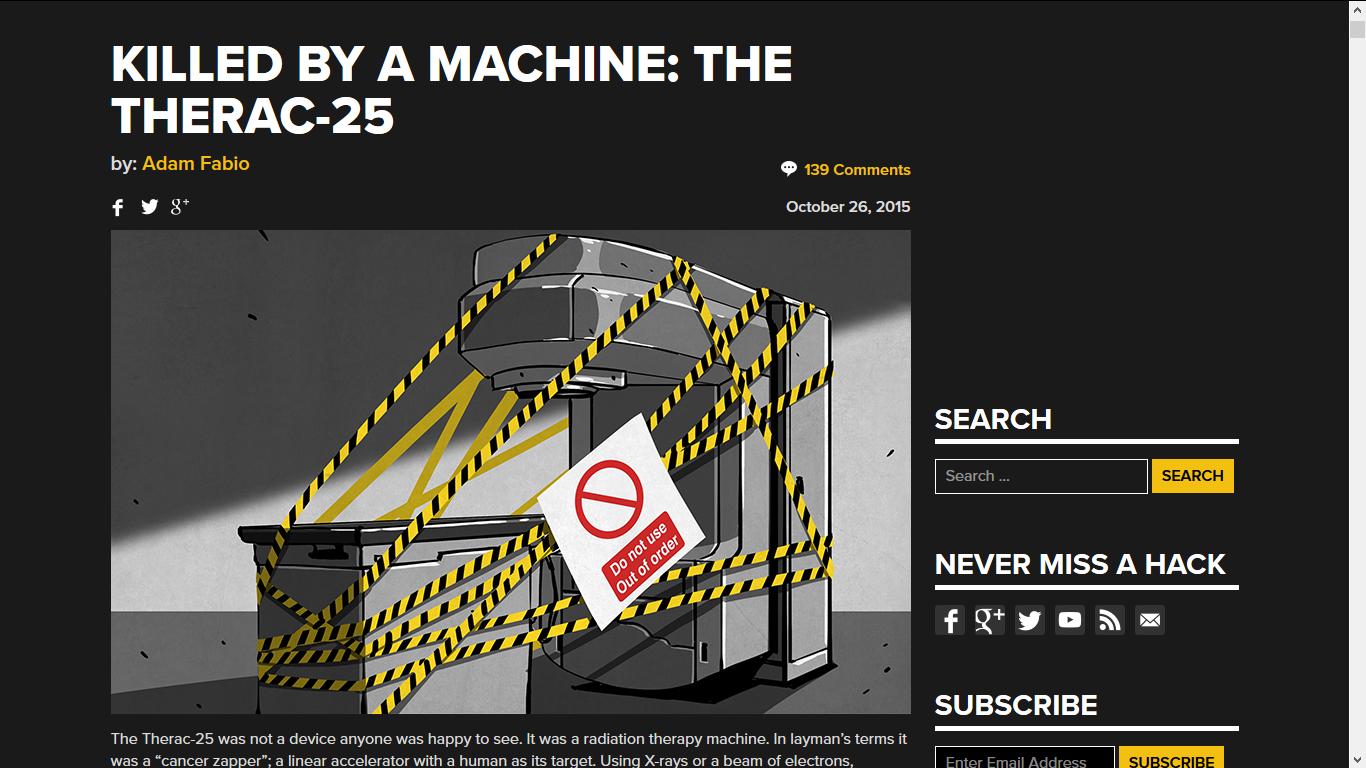 KILLED BY A MACHINE: THE
THERAC-25
by: Adam Fabio
139 Comments
October 26, 2015
Do not use
Out of order
The Therac-25 was not a device anyone was happy to see. It was a radiation therapy machine. In layman’s terms it
was a “cancer zapper”; a linear accelerator with a human as its target. Using X-rays or a beam of electrons,
SEARCH
Search ...
SEARCH
NEVER MISS A HACK
SUBSCRIBE
Enter Email Address
SUBSCRIBE